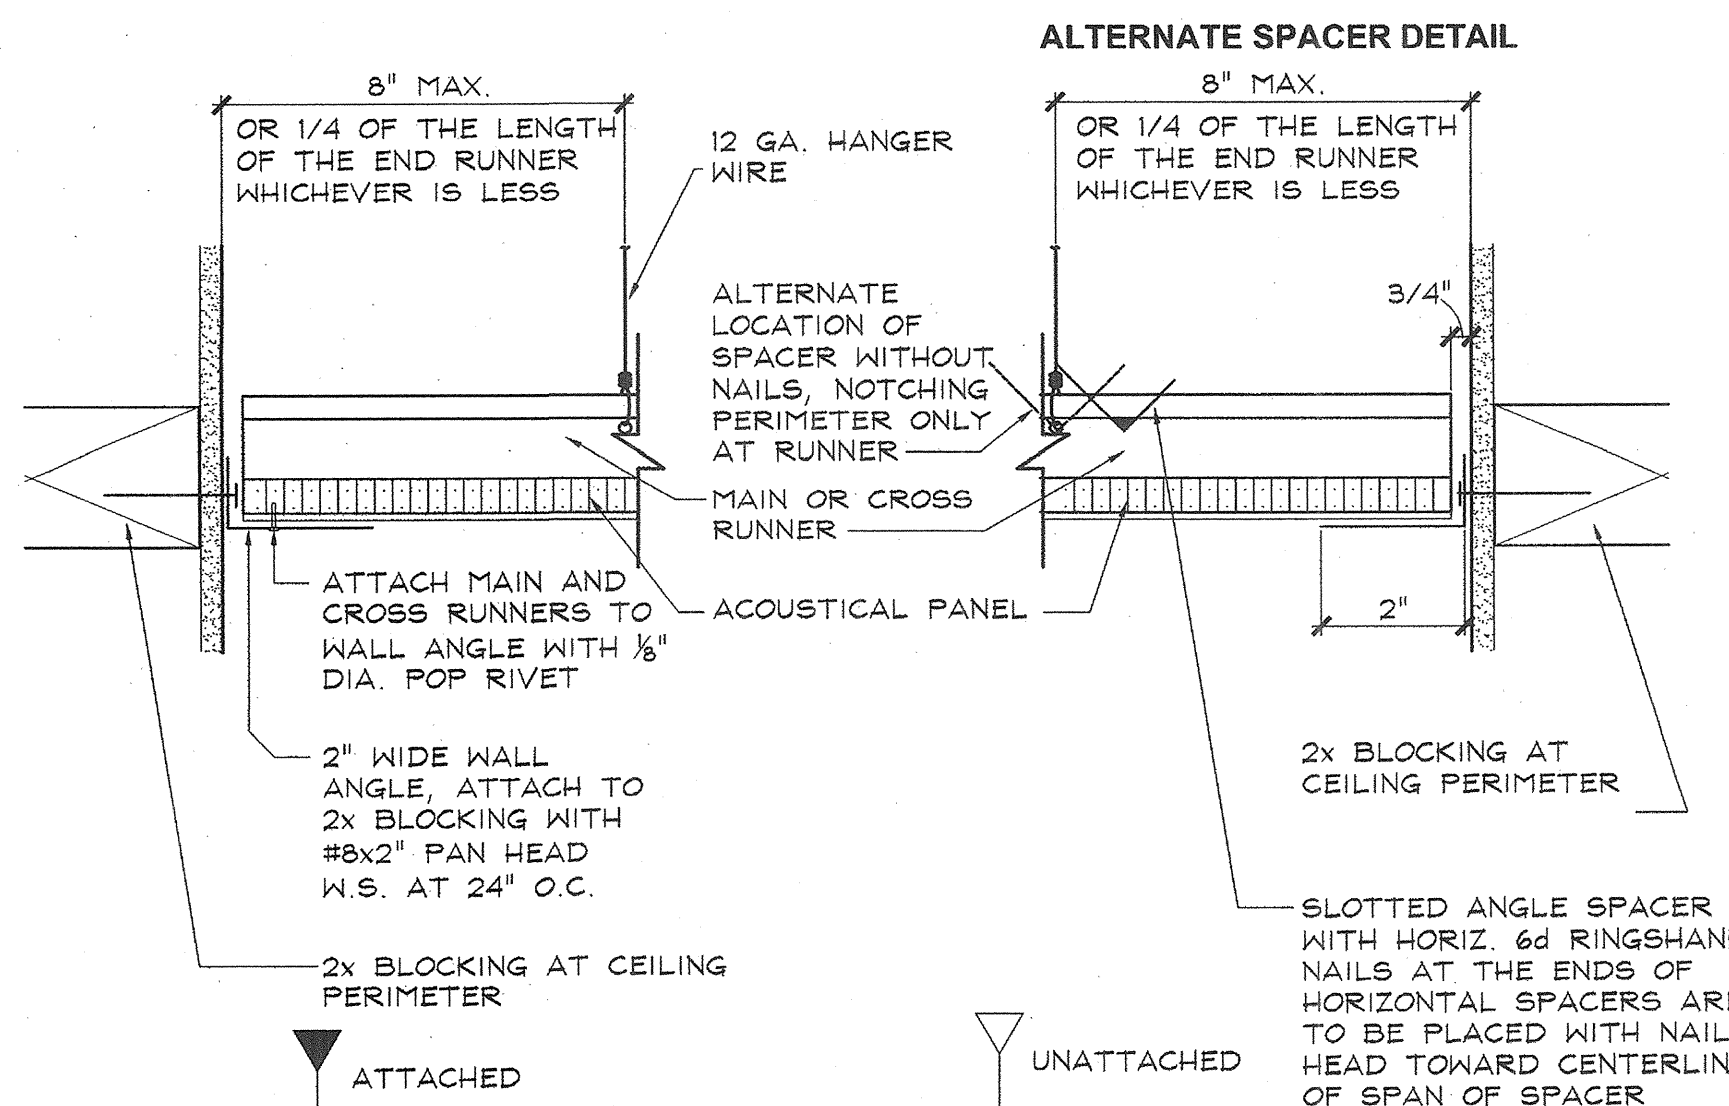 ALTERNATE SPACER DETAIL
8" MAX.
OR 1/4 OF THE LENGTH
OF THE END RUNNER
WHICHEVER IS LESS
12 GA. HANGER
WIRE
8" MAX.
OR 1/4 OF THE LENGTH
OF THE END RUNNER
WHICHEVER IS LESS
3/4"
ALTERNATE
LOCATION OF
SPACER WITHOUT
NAILS, NOTCHING
PERIMETER ONLY
AT RUNNER
MAIN OR CROSS
RUNNER
ACOUSTICAL PANEL
2"
ATTACH MAIN AND
CROSS RUNNERS TO
WALL ANGLE WITH 1/8"
DIA. POP RIVET
2" WIDE WALL
ANGLE, ATTACH TO
2x BLOCKING WITH
#8x2" PAN HEAD
W.S. AT 24" O.C.
2x BLOCKING AT CEILING
PERIMETER
2x BLOCKING AT
CEILING PERIMETER
SLOTTED ANGLE SPACER
WITH HORIZ. 6d
NAILS AT THE ENDS OF
HORIZONTAL SPACERS
TO BE PLACED WITH NAIL
HEAD TOWARD
OF SPAN OF SPACER
ATTACHED
UNATTACHED